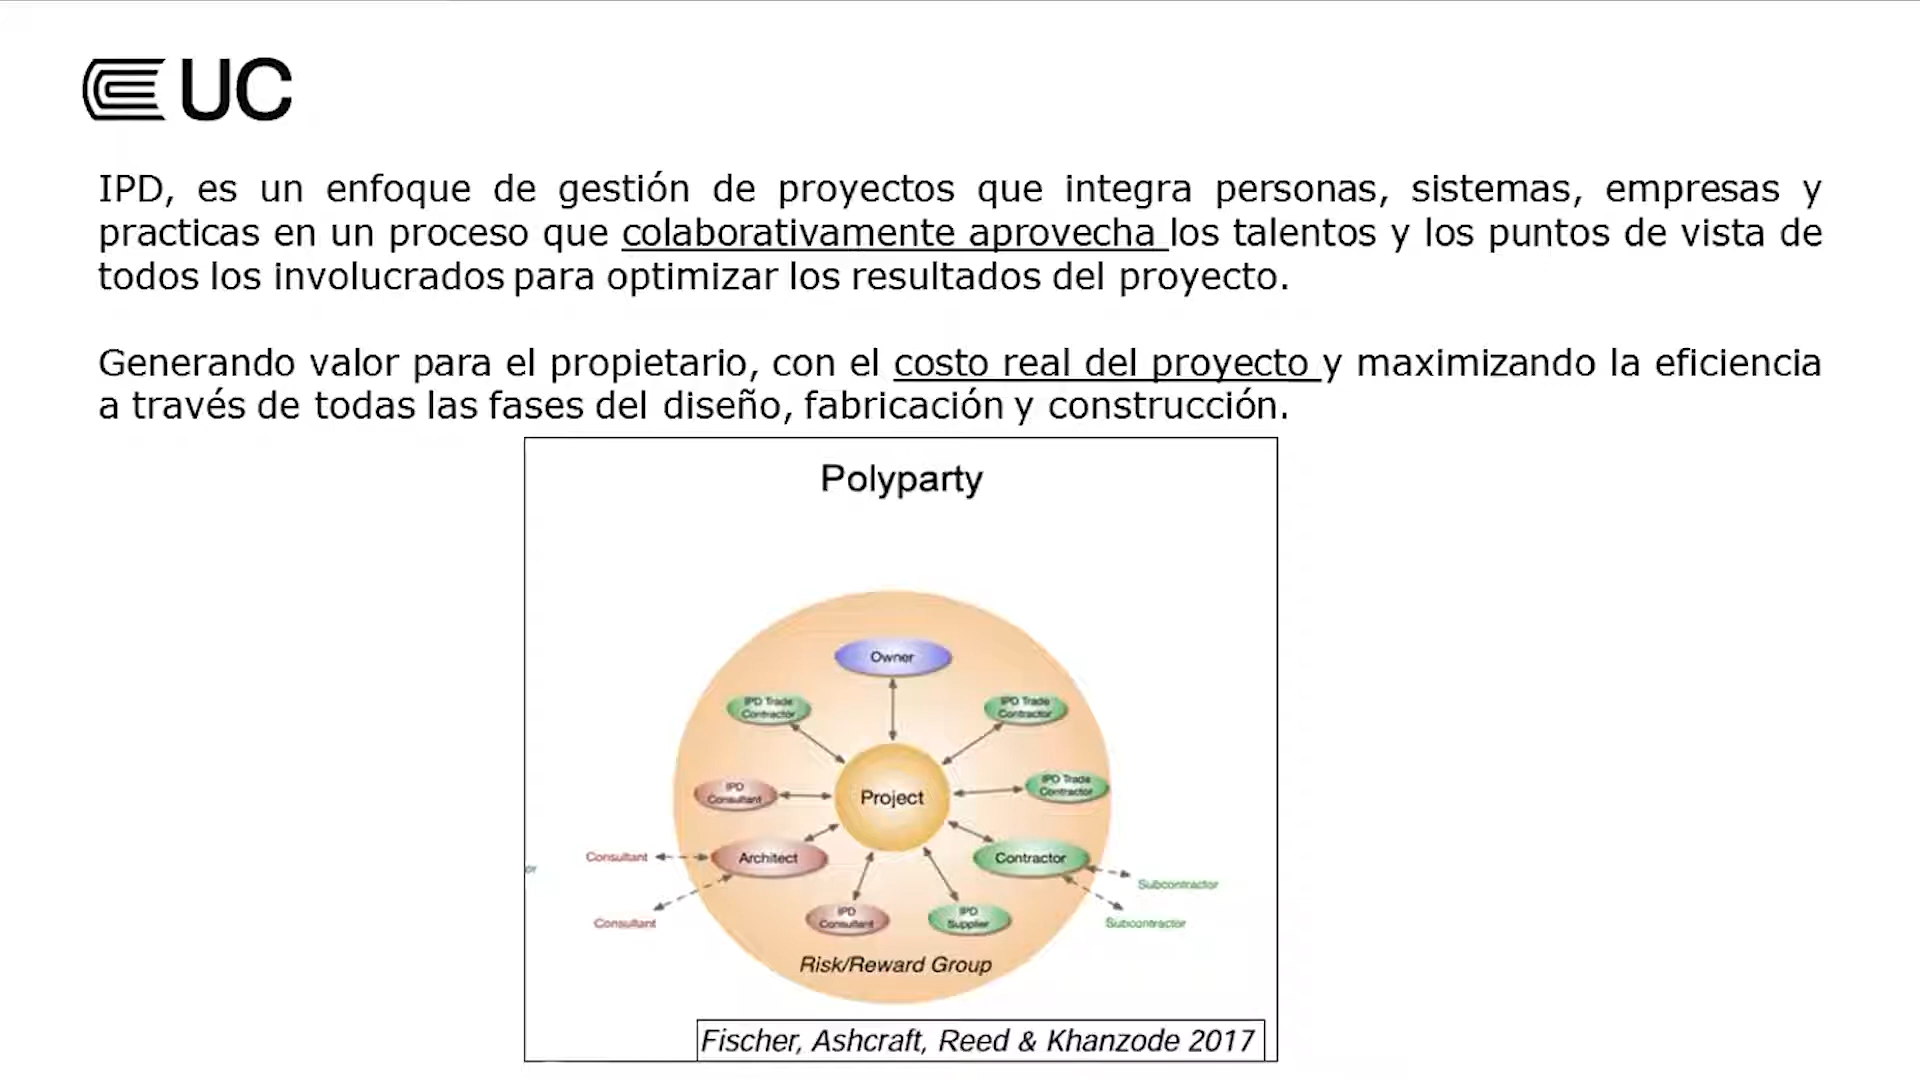 UC
IPD, es un enfoque de gestión de proyectos que integra personas, sistemas, empresas y
practicas en un proceso que colaborativamente aprovecha los talentos y los puntos de vista de
todos los involucrados para optimizar los resultados del proyecto.
Generando valor para el propietario, con el costo real del proyecto y maximizando la eficiencia
a través de todas las fases del diseño, fabricación y construcción.
Polyparty
Owner
IPD Trade
Contractor
IPD Trade
Contractor
IPD
Consultant
Project
IPD Trade
Contractor
Consultant
Architect
Contractor
or
Subcontractor
Consultant
IPD
Consultant
IPD
Supplier
Subcontractor
Risk/Reward Group
Fischer, Ashcraft, Reed & Khanzode 2017